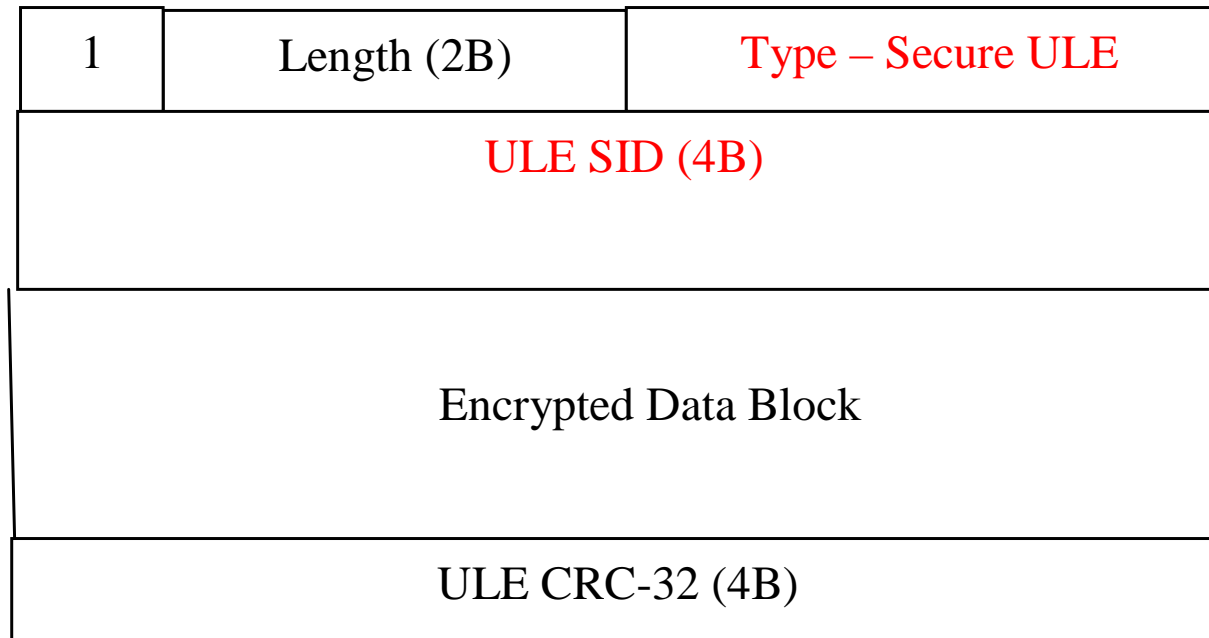 1 Length (2B) Type – Secure ULE
ULE SID (4B)
Encrypted Data Block
ULE CRC-32 (4B)